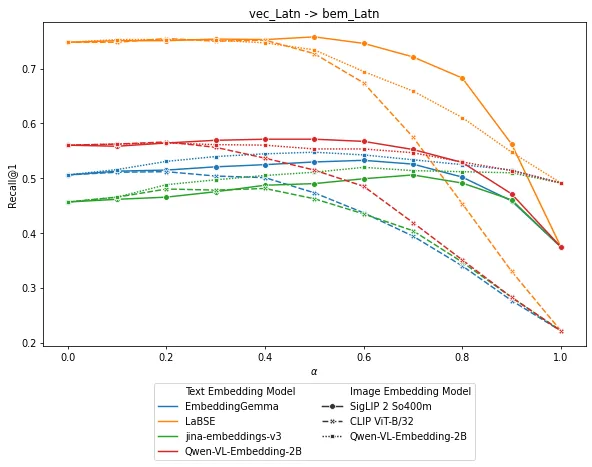 vec_Latn -> bem_Latn
Recall@1
0.7
0.6
0.5
0.4
0.3
0.2
0.0 0.2 0.4 0.6 0.8 1.0
α
Text Embedding Model Image Embedding Model
EmbeddingGemma SigLIP 2 So400m
LaBSE CLIP ViT-B/32
jina-embeddings-v3 Qwen-VL-Embedding-2B
Qwen-VL-Embedding-2B